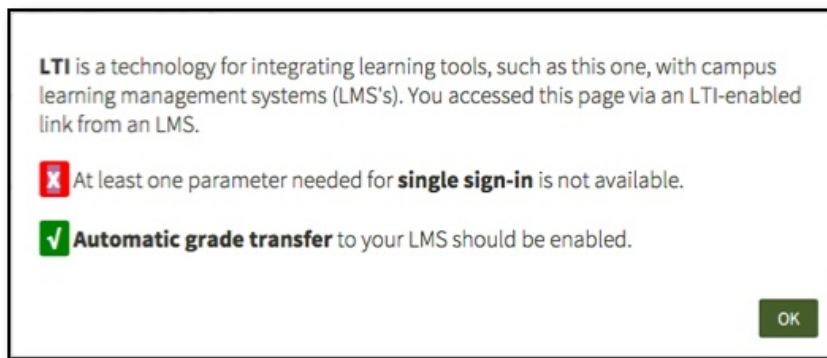 LTI is a technology for integrating learning tools, such as this one, with campus
learning management systems (LMS's). You accessed this page via an LTI-enabled
link from an LMS.
X At least one parameter needed for single sign-in is not available.
√ Automatic grade transfer to your LMS should be enabled.
OK